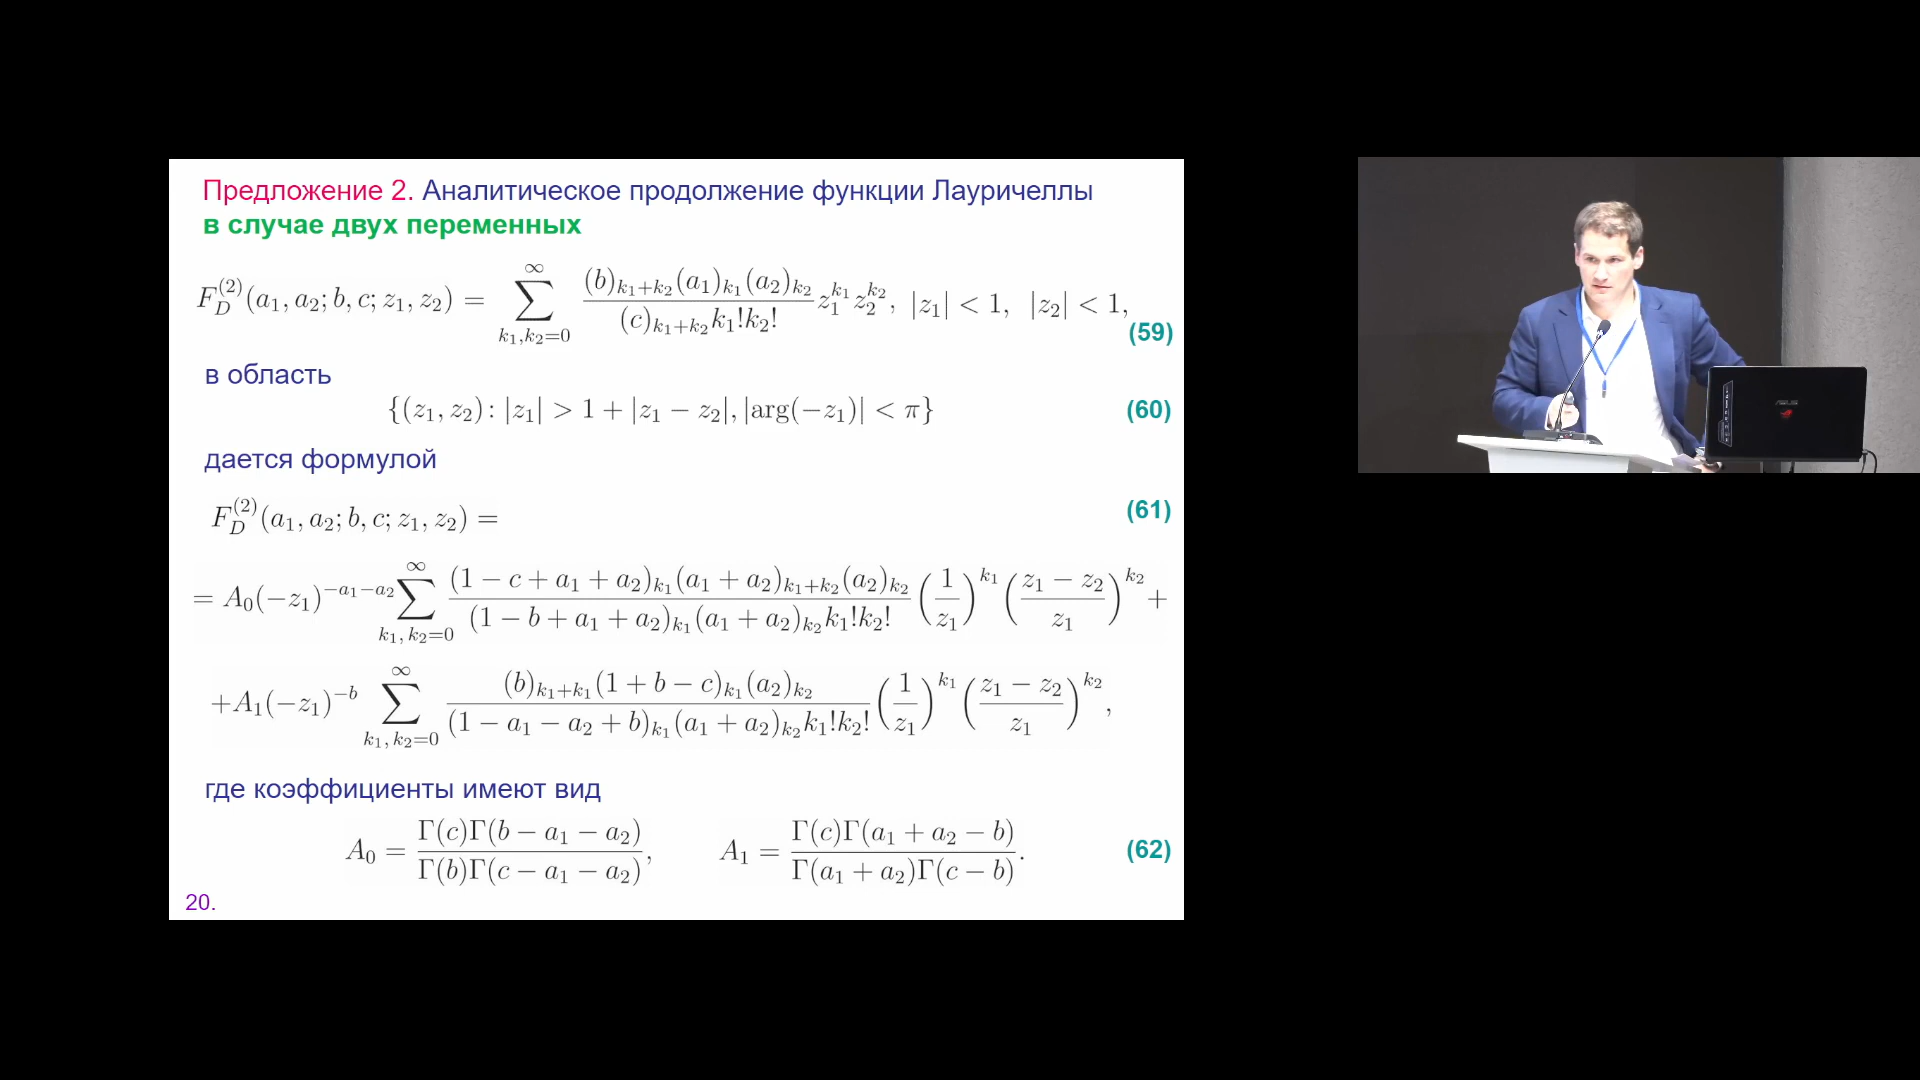 Предложение 2. Аналитическое продолжение функции Лауричеллы
в случае двух переменных
$F_D^{(2)}(a_1, a_2; b, c; z_1, z_2) = \sum_{k_1,k_2=0}^{\infty} \frac{(b)_{k_1+k_2}(a_1)_{k_1}(a_2)_{k_2}}{(c)_{k_1+k_2}k_1!k_2!} z_1^{k_1} z_2^{k_2}, \ |z_1| < 1, \ |z_2| < 1,$ (59)
в область
$\{(z_1, z_2): |z_1| > 1 + |z_1 - z_2|, |\arg(-z_1)| < \pi\}$ (60)
дается формулой
$F_D^{(2)}(a_1, a_2; b, c; z_1, z_2) =$ (61)
$= A_0(-z_1)^{-a_1-a_2} \sum_{k_1,k_2=0}^{\infty} \frac{(1-c+a_1+a_2)_{k_1}(a_1+a_2)_{k_1+k_2}(a_2)_{k_2}}{(1-b+a_1+a_2)_{k_1}(a_1+a_2)_{k_2}k_1!k_2!} \left(\frac{1}{z_1}\right)^{k_1} \left(\frac{z_1-z_2}{z_1}\right)^{k_2} +$
$+A_1(-z_1)^{-b} \sum_{k_1,k_2=0}^{\infty} \frac{(b)_{k_1+k_1}(1+b-c)_{k_1}(a_2)_{k_2}}{(1-a_1-a_2+b)_{k_1}(a_1+a_2)_{k_2}k_1!k_2!} \left(\frac{1}{z_1}\right)^{k_1} \left(\frac{z_1-z_2}{z_1}\right)^{k_2},$
где коэффициенты имеют вид
$A_0 = \frac{\Gamma(c)\Gamma(b-a_1-a_2)}{\Gamma(b)\Gamma(c-a_1-a_2)}, \quad A_1 = \frac{\Gamma(c)\Gamma(a_1+a_2-b)}{\Gamma(a_1+a_2)\Gamma(c-b)}.$ (62)
20.